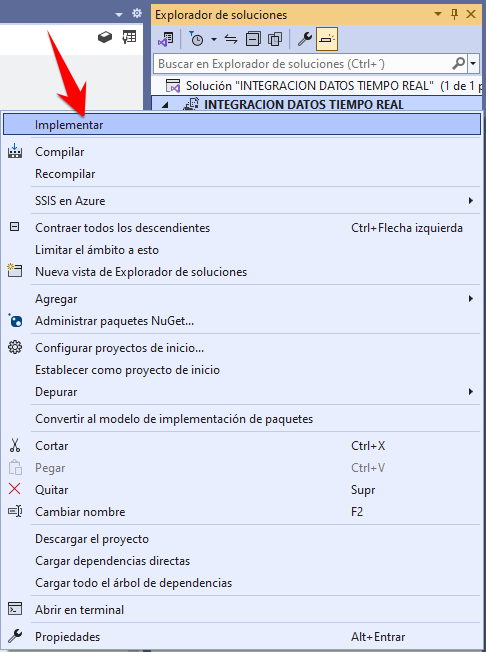 Explorador de soluciones
Buscar en Explorador de soluciones (Ctrl+´)
Solución "INTEGRACION DATOS TIEMPO REAL" (1 de 1 p
INTEGRACION DATOS TIEMPO REAL
Implementar
Compilar
Recompilar
SSIS en Azure
Contraer todos los descendientes Ctrl+Flecha izquierda
Limitar el ámbito a esto
Nueva vista de Explorador de soluciones
Agregar
Administrar paquetes NuGet...
Configurar proyectos de inicio...
Establecer como proyecto de inicio
Depurar
Convertir al modelo de implementación de paquetes
Cortar Ctrl+X
Pegar Ctrl+V
Quitar Supr
Cambiar nombre F2
Descargar el proyecto
Cargar dependencias directas
Cargar todo el árbol de dependencias
Abrir en terminal
Propiedades Alt+Entrar